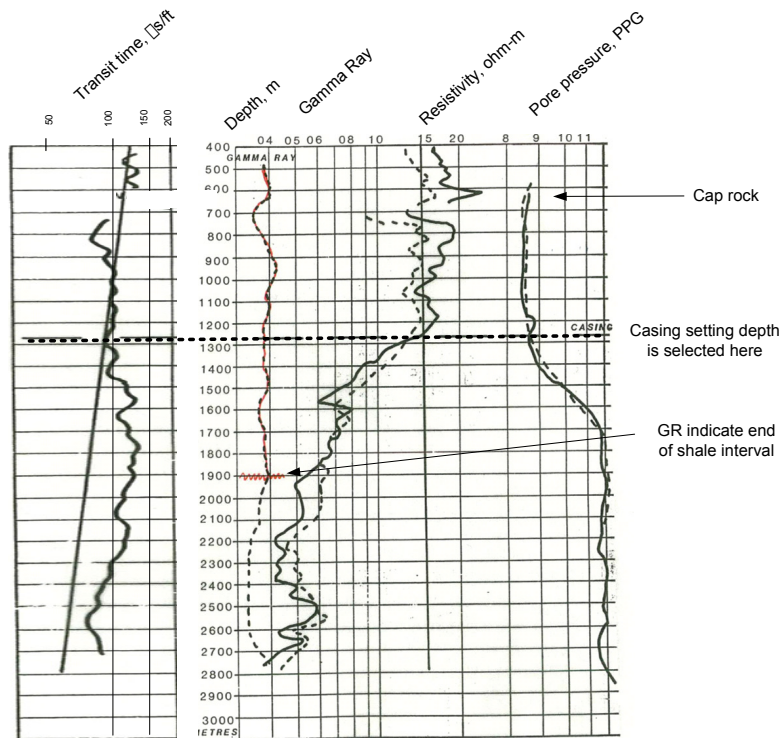 Transit time, □s/ft
Depth, m
Gamma Ray
Resistivity, ohm-m
Pore pressure, PPG
50
100
150
200
04 05 06 08 10 15 20 8 9 10 11
400
GAMMA RAY
500
600
Cap rock
700
800
900
1000
1100
1200
CASING
Casing setting depth
is selected here
1300
1400
1500
1600
1700
GR indicate end
of shale interval
1800
1900
2000
2100
2200
2300
2400
2500
2600
2700
2800
2900
3000